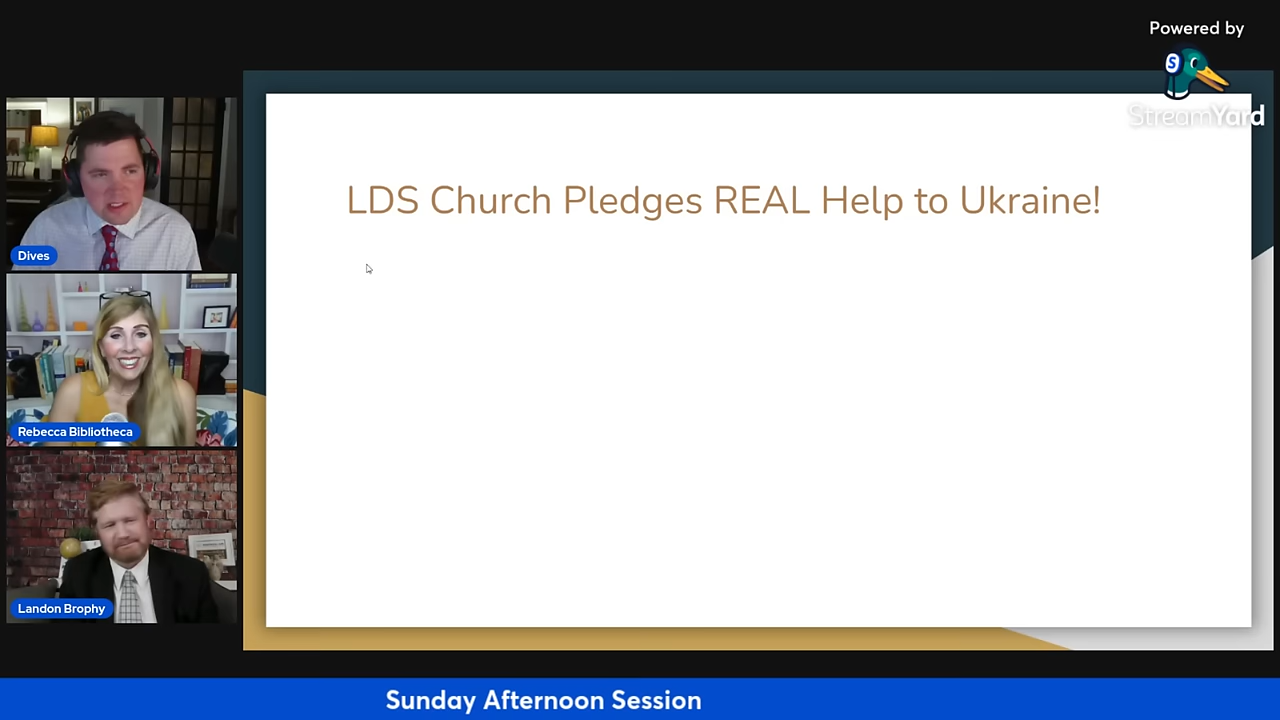 Powered by
S
StreamYard
LDS Church Pledges REAL Help to Ukraine!
Dives
Rebecca Bibliotheca
Landon Brophy
Sunday Afternoon Session